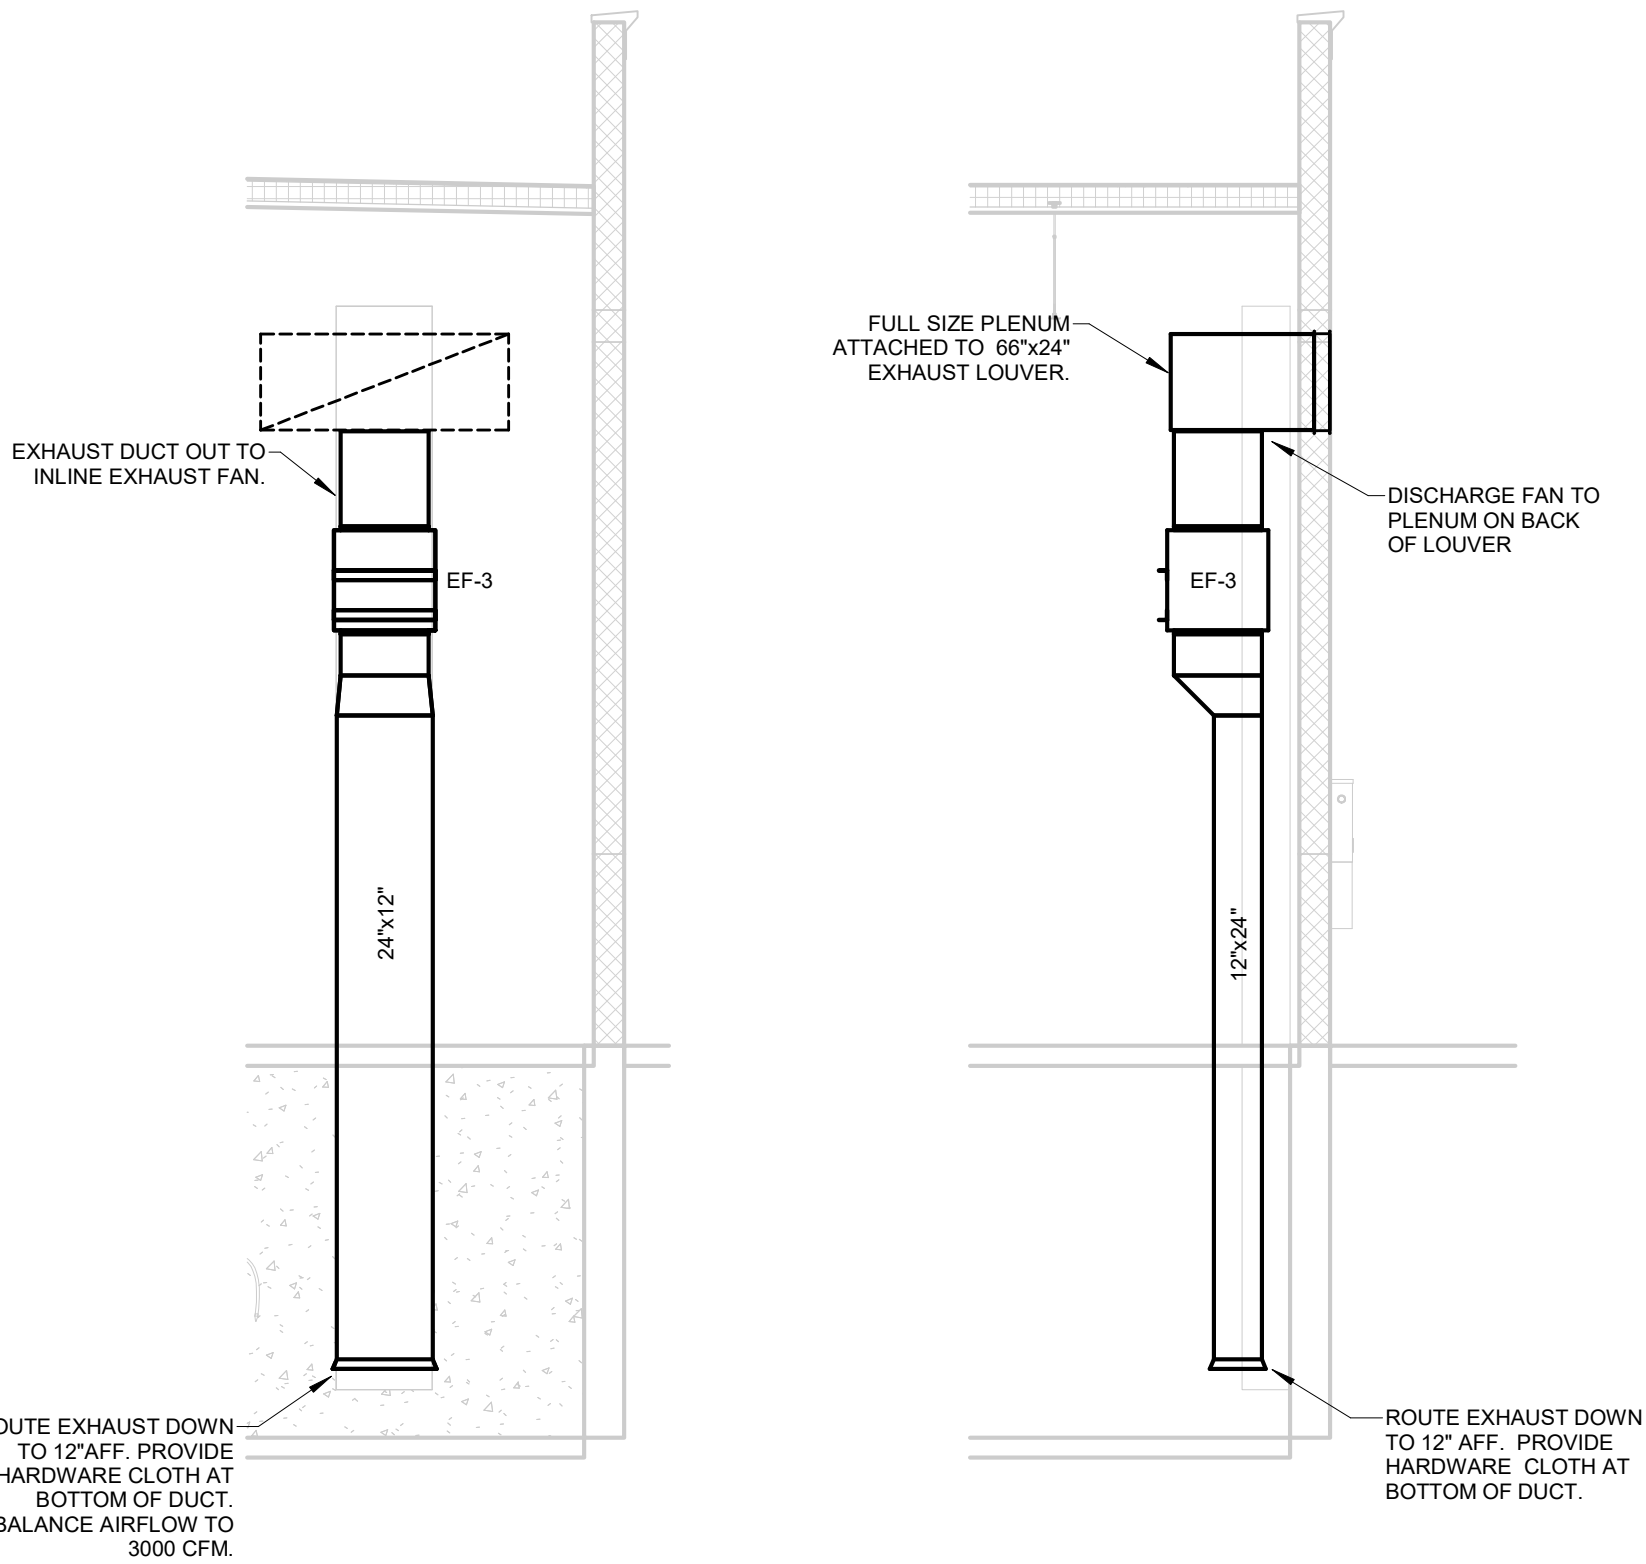 FULL SIZE PLENUM
ATTACHED TO 66"x24"
EXHAUST LOUVER.
EXHAUST DUCT OUT TO
INLINE EXHAUST FAN.
DISCHARGE FAN TO
PLENUM ON BACK
OF LOUVER
EF-3
EF-3
24"x12"
12"x24"
OUTE EXHAUST DOWN
TO 12"AFF. PROVIDE
HARDWARE CLOTH AT
BOTTOM OF DUCT.
BALANCE AIRFLOW TO
3000 CFM.
ROUTE EXHAUST DOWN
TO 12" AFF. PROVIDE
HARDWARE CLOTH AT
BOTTOM OF DUCT.